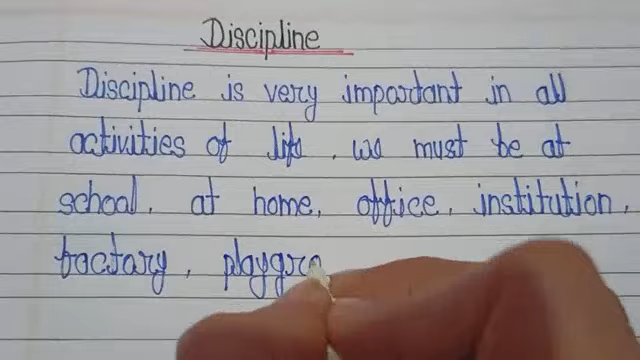 Discipline
Discipline is very important in all
activities of life. we must be at
school, at home, office, institution,
factary, playgro